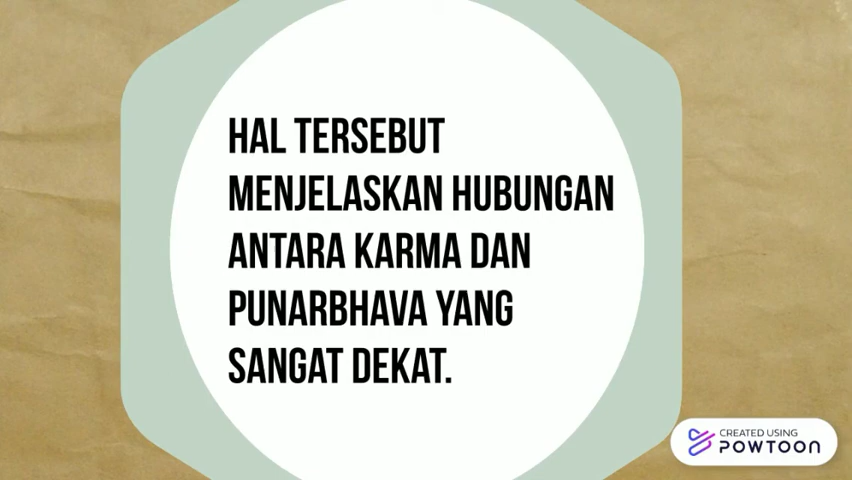 HAL TERSEBUT
MENJELASKAN HUBUNGAN
ANTARA KARMA DAN
PUNARBHAVA YANG
SANGAT DEKAT.
CREATED USING
POWTOON